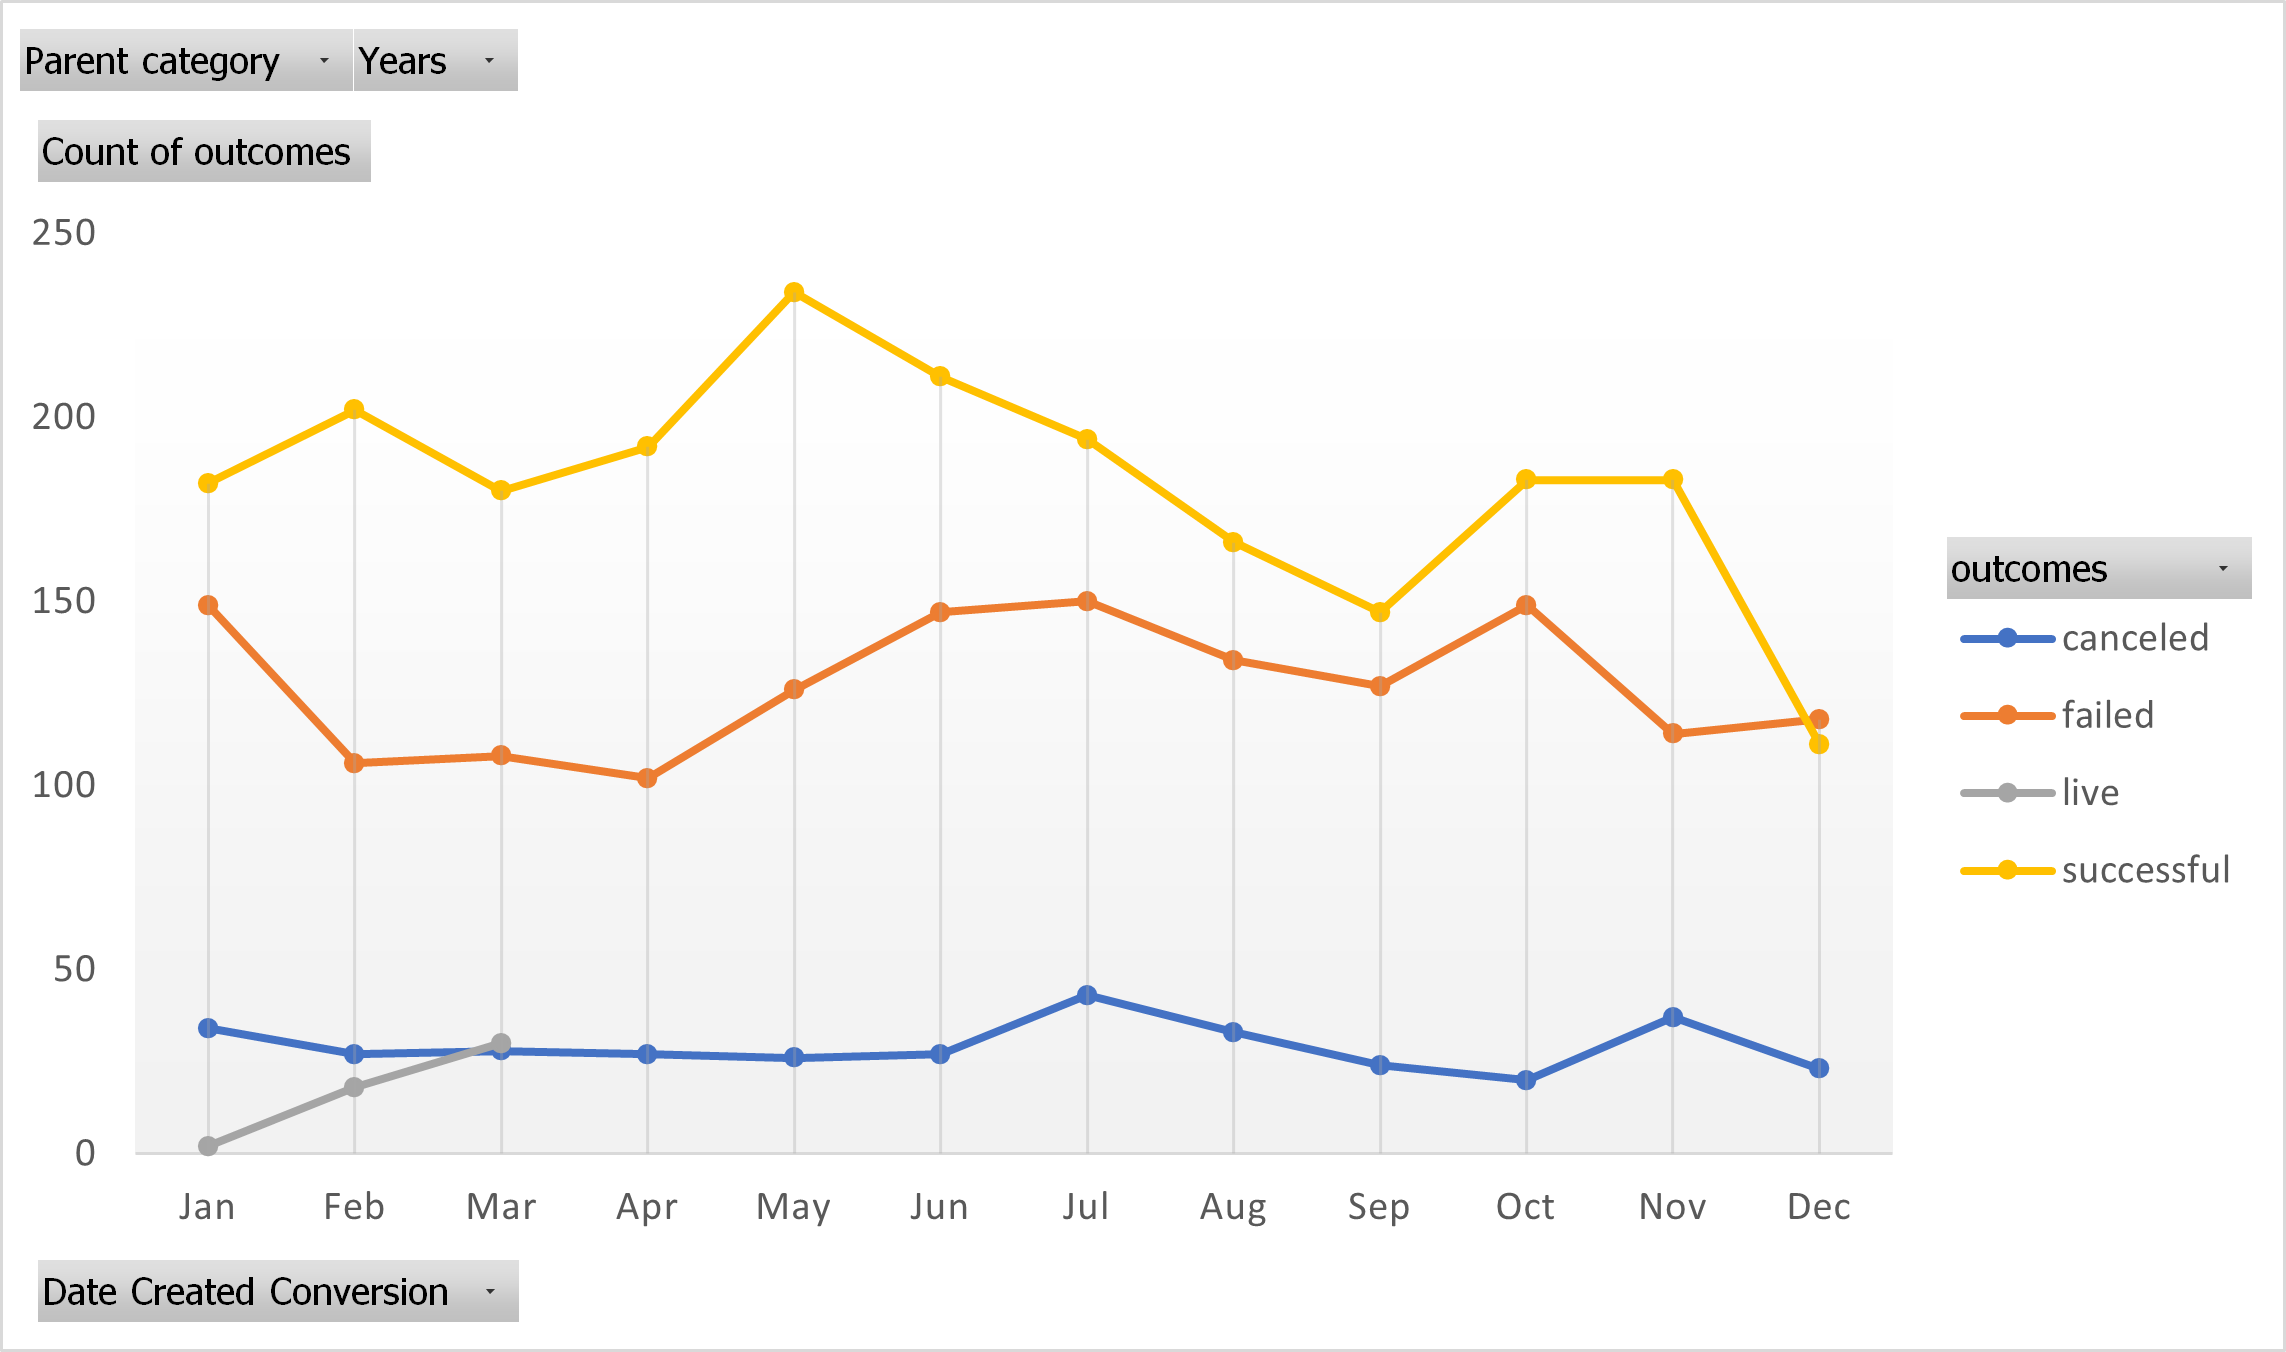 Parent category Years
Count of outcomes
250
200
150
100
50
0
Jan Feb Mar Apr May Jun Jul Aug Sep Oct Nov Dec
Date Created Conversion
outcomes
canceled
failed
live
successful